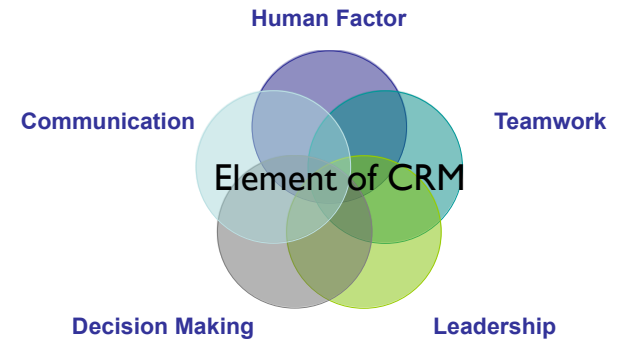 Human Factor
Communication
Teamwork
Element of CRM
Decision Making
Leadership